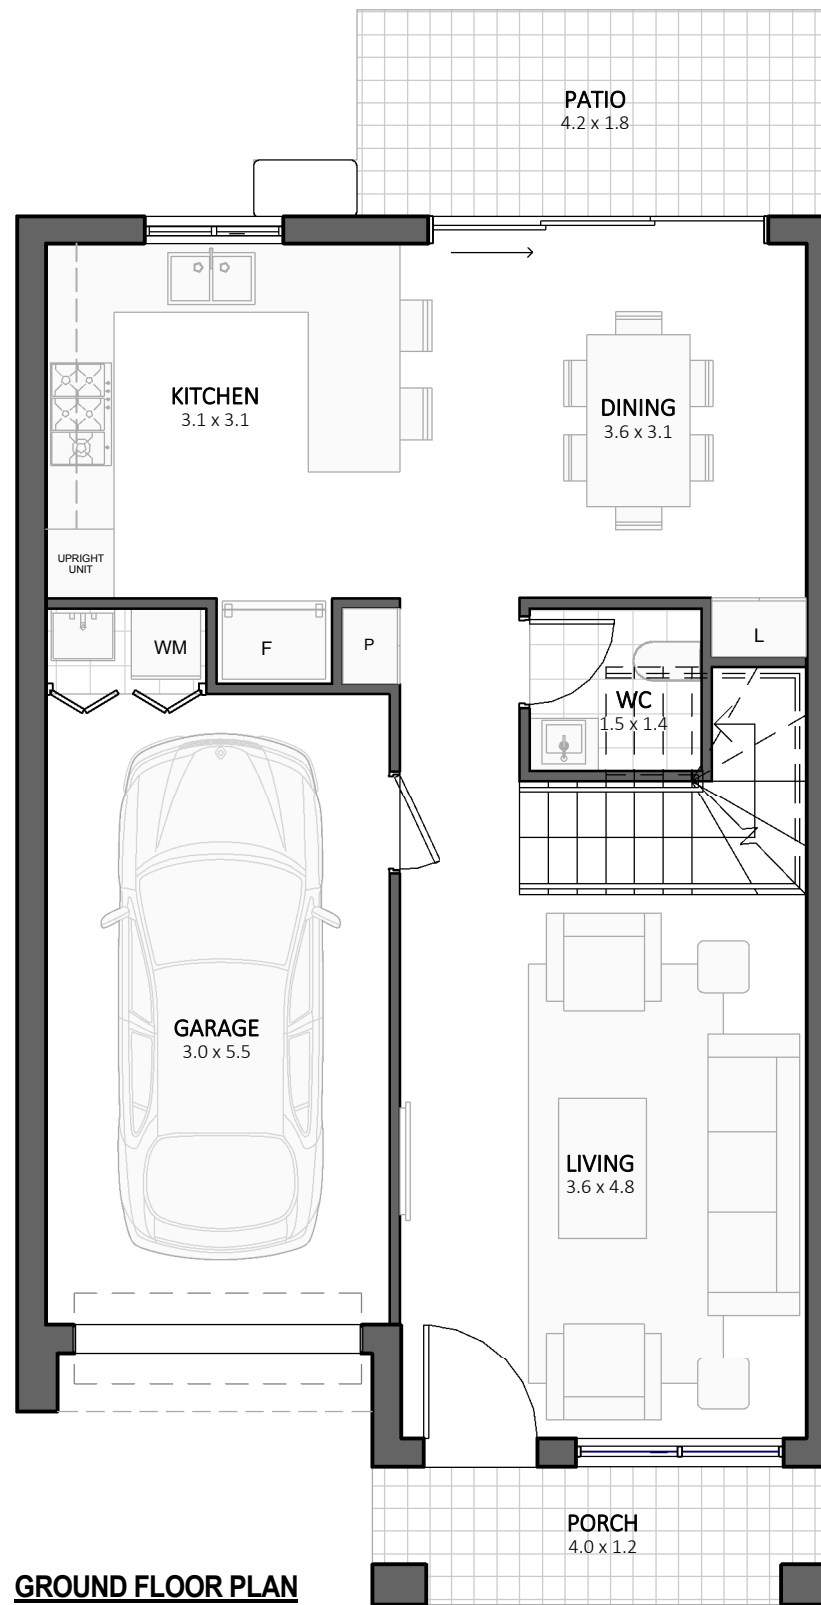 PATIO
4.2 x 1.8
KITCHEN
3.1 x 3.1
DINING
3.6 x 3.1
UPRIGHT
UNIT
WM
F
P
L
WC
1.5 x 1.4
GARAGE
3.0 x 5.5
LIVING
3.6 x 4.8
PORCH
4.0 x 1.2
GROUND FLOOR PLAN